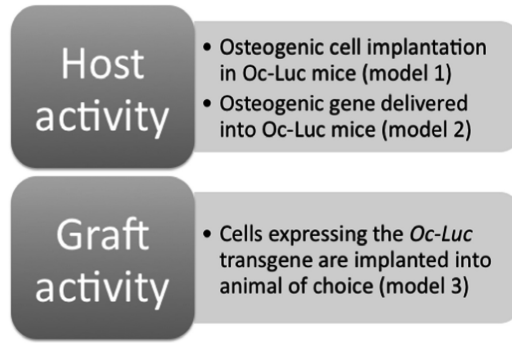 Host
activity
• Osteogenic cell implantation
in Oc-Luc mice (model 1)
• Osteogenic gene delivered
into Oc-Luc mice (model 2)
Graft
activity
• Cells expressing the Oc-Luc
transgene are implanted into
animal of choice (model 3)